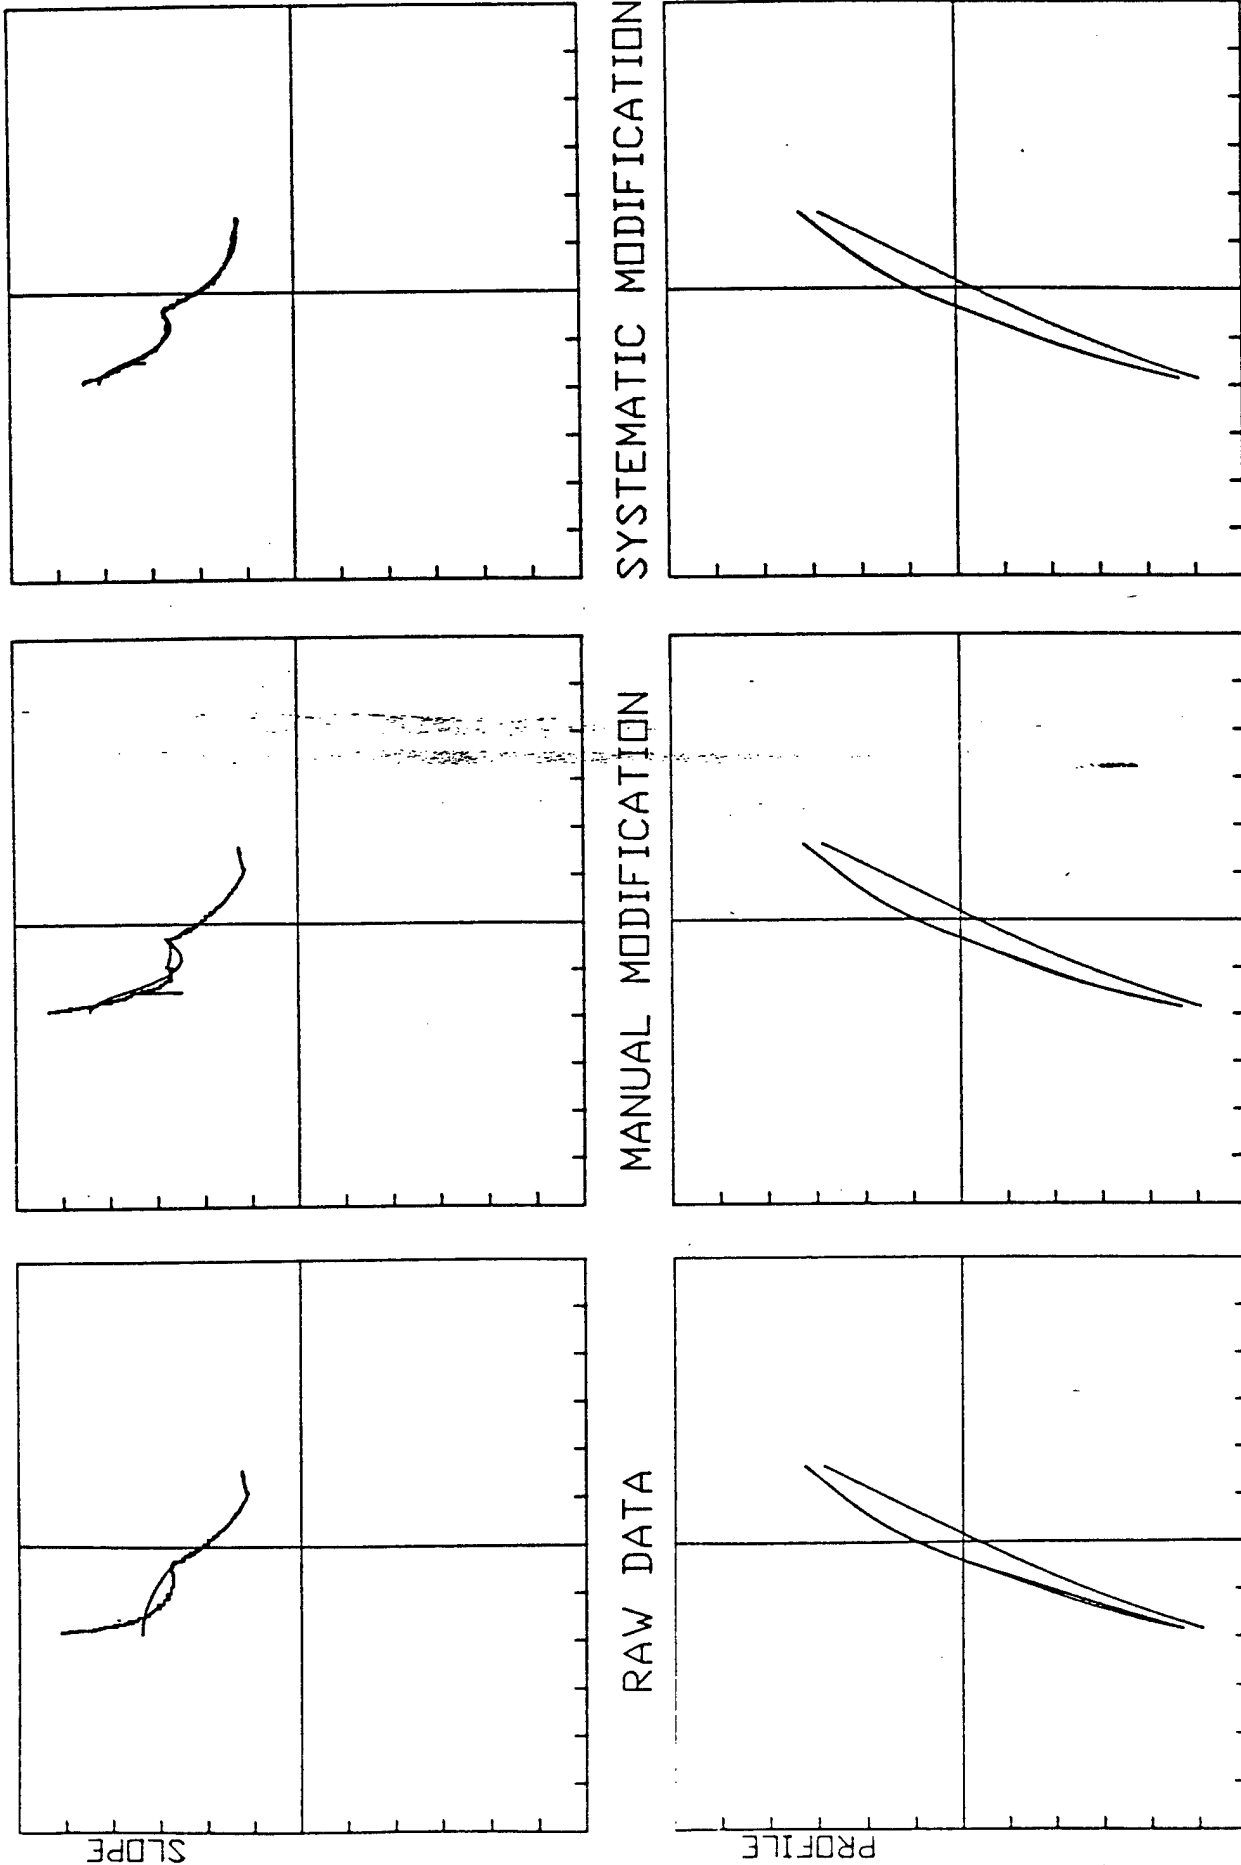 SLOPE
RAW DATA
MANUAL MODIFICATION
SYSTEMATIC MODIFICATION
PROFILE